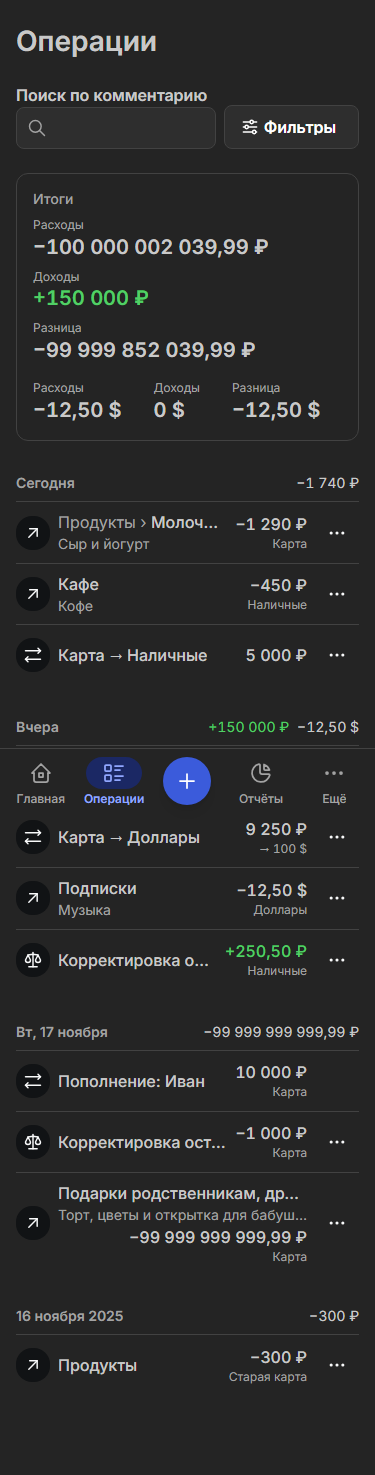 Операции
Поиск по комментарию
Фильтры
Итоги
Расходы
−100 000 002 039,99 ₽
Доходы
+150 000 ₽
Разница
−99 999 852 039,99 ₽
Расходы Доходы Разница
−12,50 $ 0 $ −12,50 $
Сегодня −1 740 ₽
Продукты › Молоч... −1 290 ₽
Сыр и йогурт Карта
Кафе −450 ₽
Кофе Наличные
Карта → Наличные 5 000 ₽
Вчера +150 000 ₽ −12,50 $
Главная Операции Отчёты Ещё
Карта → Доллары 9 250 ₽
→ 100 $
Подписки −12,50 $
Музыка Доллары
Корректировка о... +250,50 ₽
Наличные
Вт, 17 ноября −99 999 999 999,99 ₽
Пополнение: Иван 10 000 ₽
Карта
Корректировка ост... −1 000 ₽
Карта
Подарки родственникам, др...
Торт, цветы и открытка для бабуш...
−99 999 999 999,99 ₽
Карта
16 ноября 2025 −300 ₽
Продукты −300 ₽
Старая карта